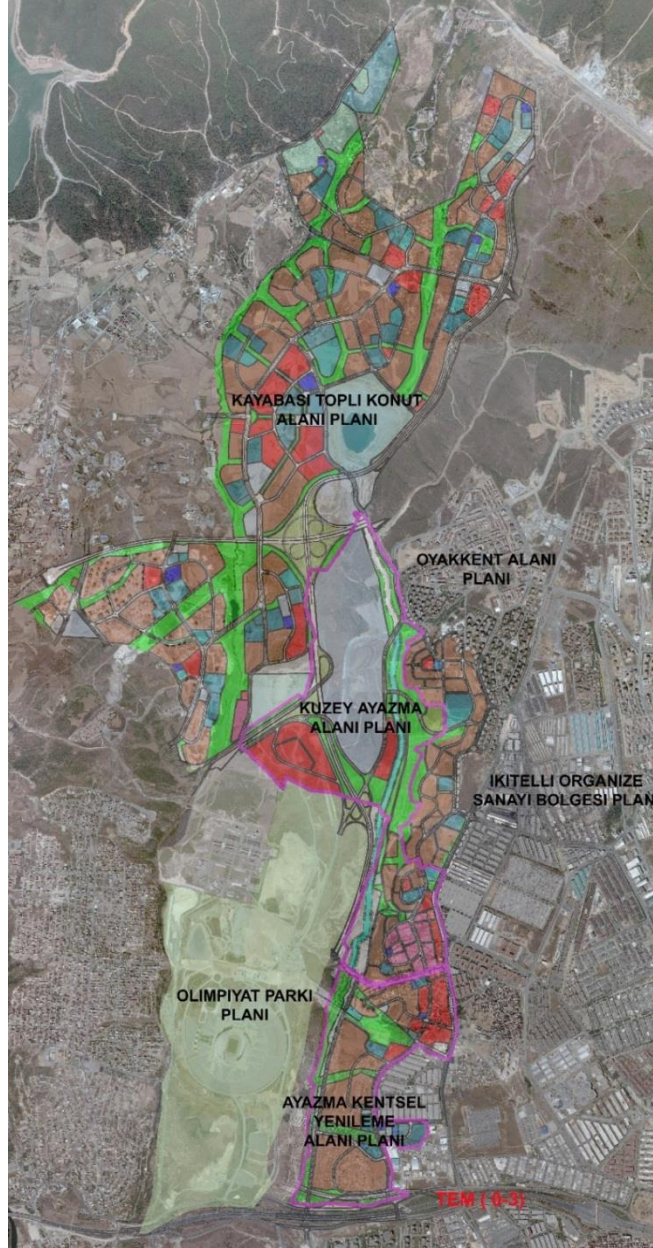 KAYABASI TOPLI KONUT
ALANI PLANI
OYAKKENT ALANI
PLANI
KUZEY AYAZMA
ALANI PLANI
IKITELLI ORGANIZE
SANAYI BOLGESI PLAN
OLIMPIYAT PARKI
PLANI
AYAZMA KENTSEL
YENILEME
ALANI PLANI
TEM ( 0-3)